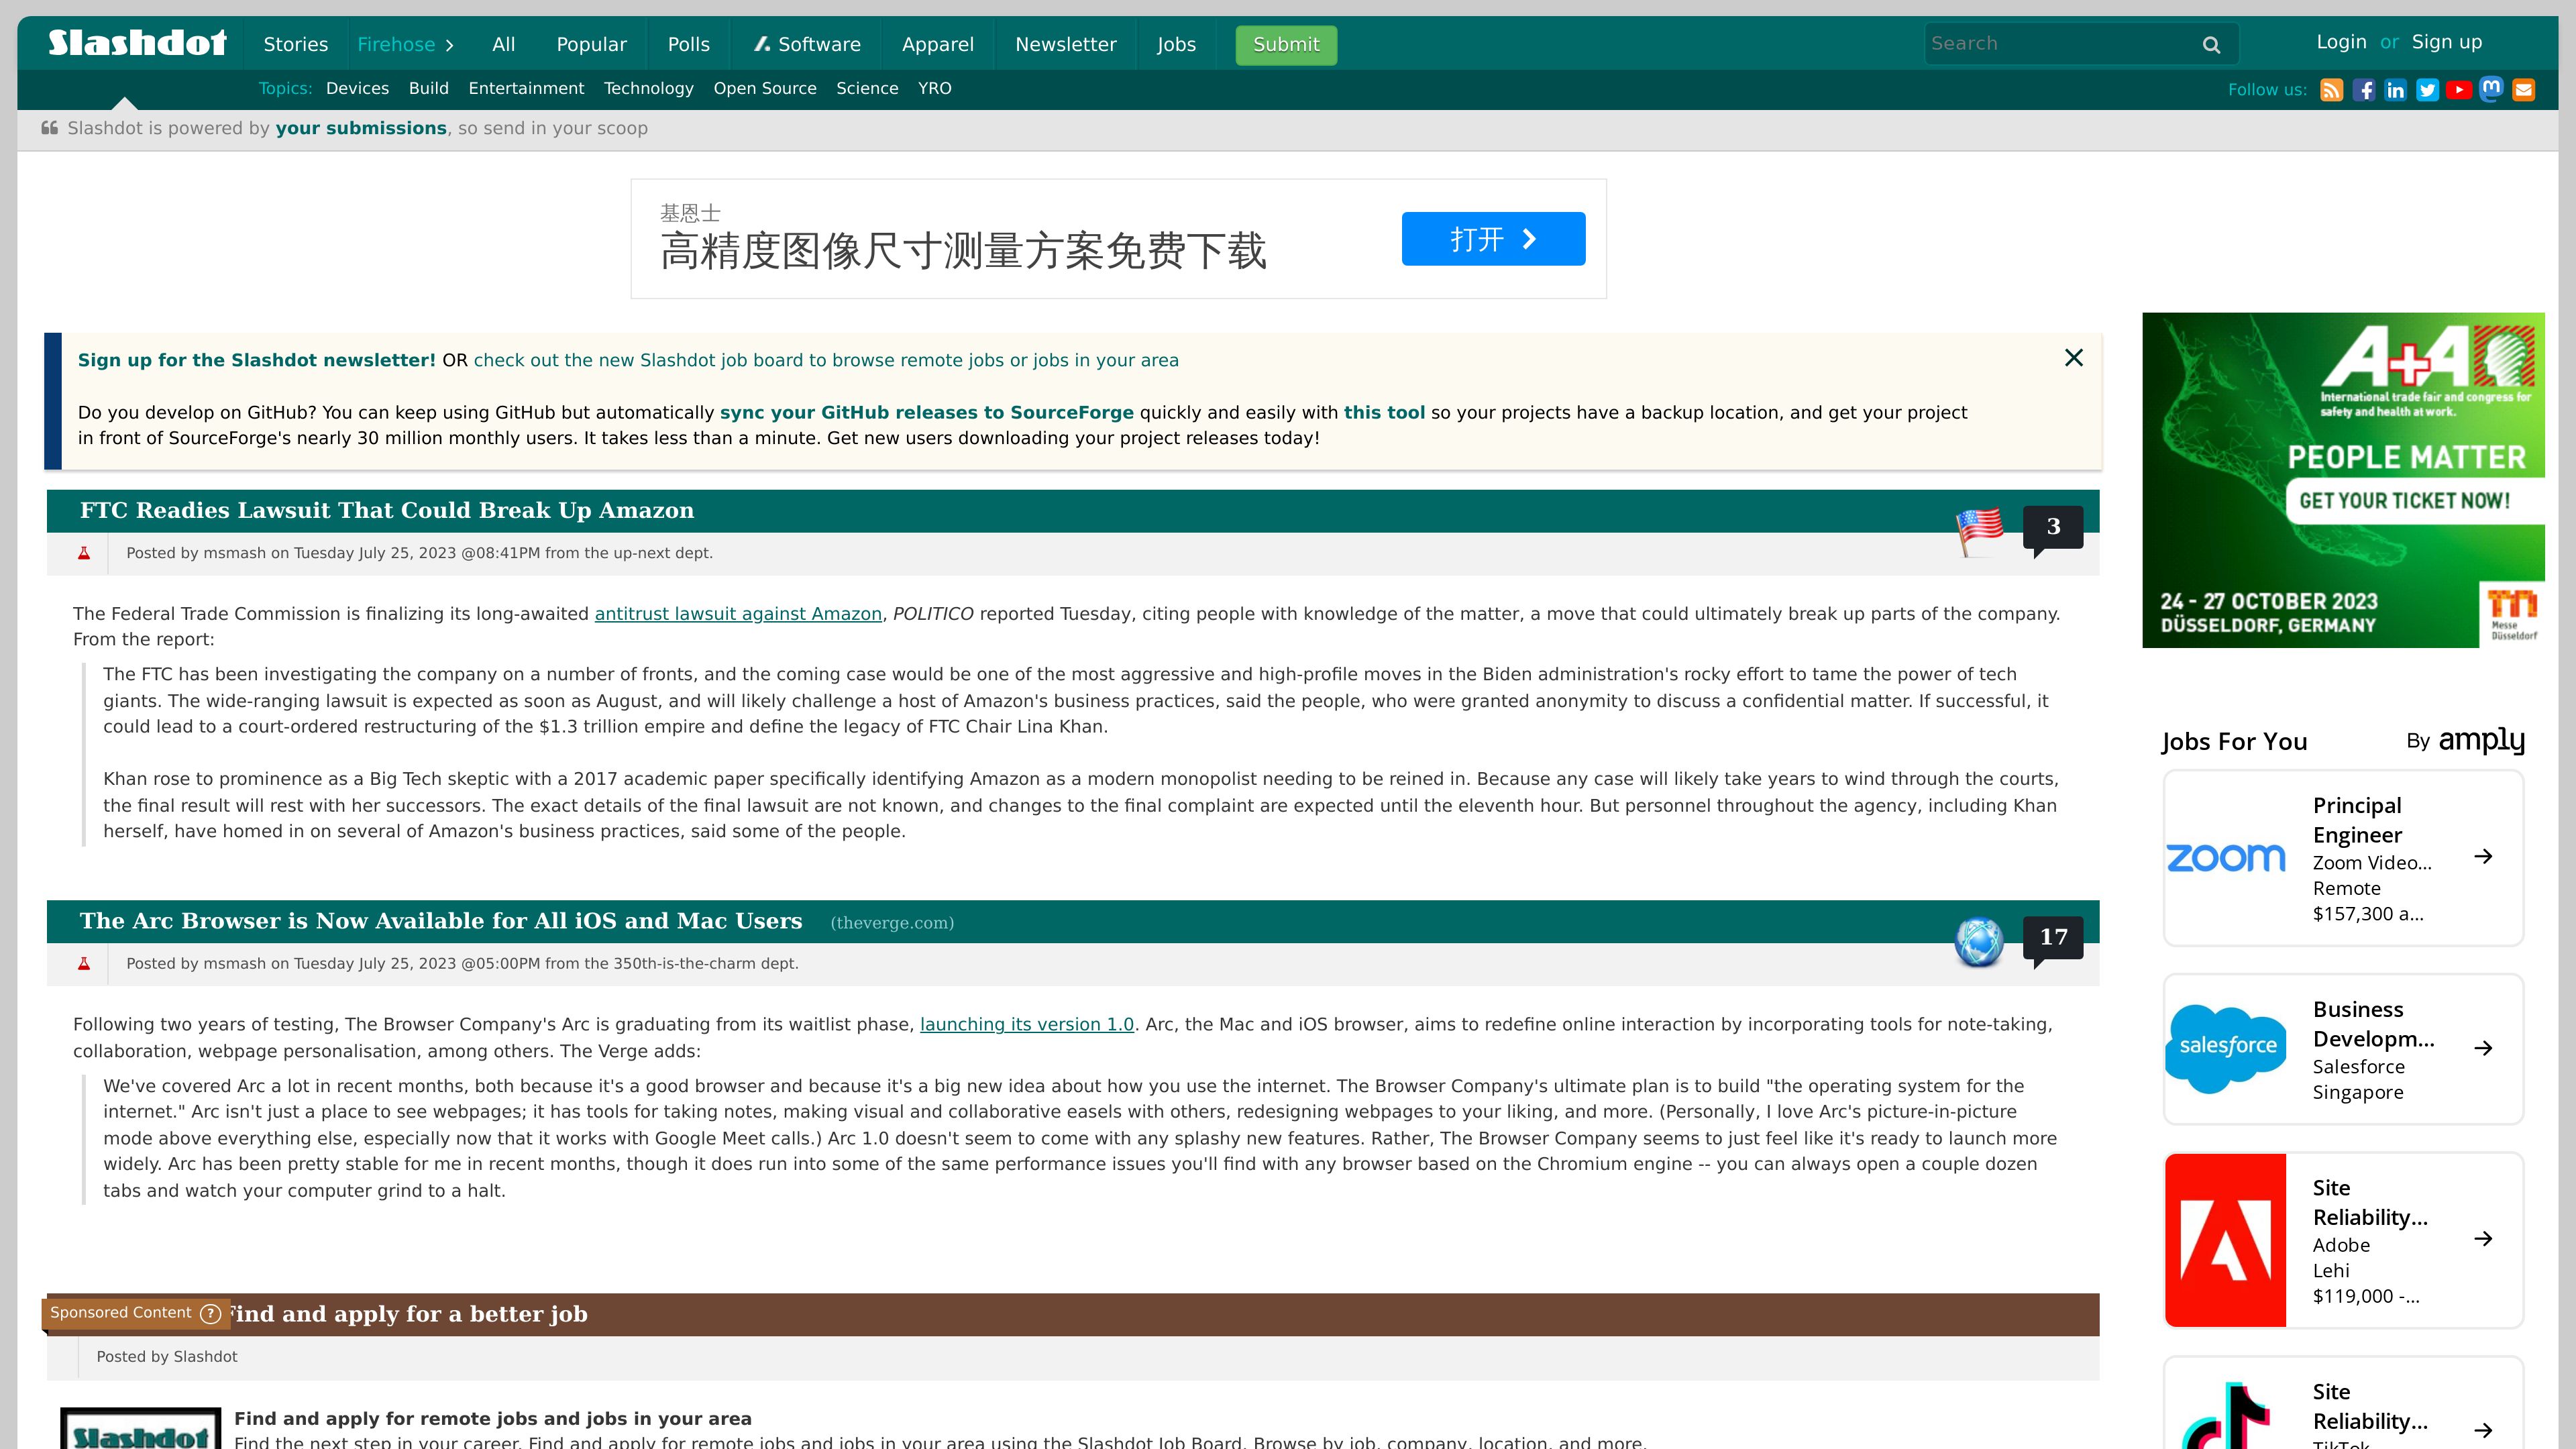 Slashdot
Stories
Firehose
All
Popular
Polls
Software
Apparel
Newsletter
Jobs
Submit
Search
Login or Sign up
Topics: Devices Build Entertainment Technology Open Source Science YRO
Follow us:
Slashdot is powered by your submissions, so send in your scoop
基恩士
高精度图像尺寸测量方案免费下载
打开
Sign up for the Slashdot newsletter! OR check out the new Slashdot job board to browse remote jobs or jobs in your area
Do you develop on GitHub? You can keep using GitHub but automatically sync your GitHub releases to SourceForge quickly and easily with this tool so your projects have a backup location, and get your project
in front of SourceForge's nearly 30 million monthly users. It takes less than a minute. Get new users downloading your project releases today!
FTC Readies Lawsuit That Could Break Up Amazon
3
Posted by msmash on Tuesday July 25, 2023 @08:41PM from the up-next dept.
The Federal Trade Commission is finalizing its long-awaited antitrust lawsuit against Amazon, POLITICO reported Tuesday, citing people with knowledge of the matter, a move that could ultimately break up parts of the company.
From the report:
The FTC has been investigating the company on a number of fronts, and the coming case would be one of the most aggressive and high-profile moves in the Biden administration's rocky effort to tame the power of tech
giants. The wide-ranging lawsuit is expected as soon as August, and will likely challenge a host of Amazon's business practices, said the people, who were granted anonymity to discuss a confidential matter. If successful, it
could lead to a court-ordered restructuring of the $1.3 trillion empire and define the legacy of FTC Chair Lina Khan.
Khan rose to prominence as a Big Tech skeptic with a 2017 academic paper specifically identifying Amazon as a modern monopolist needing to be reined in. Because any case will likely take years to wind through the courts,
the final result will rest with her successors. The exact details of the final lawsuit are not known, and changes to the final complaint are expected until the eleventh hour. But personnel throughout the agency, including Khan
herself, have homed in on several of Amazon's business practices, said some of the people.
The Arc Browser is Now Available for All iOS and Mac Users (theverge.com)
17
Posted by msmash on Tuesday July 25, 2023 @05:00PM from the 350th-is-the-charm dept.
Following two years of testing, The Browser Company's Arc is graduating from its waitlist phase, launching its version 1.0. Arc, the Mac and iOS browser, aims to redefine online interaction by incorporating tools for note-taking,
collaboration, webpage personalisation, among others. The Verge adds:
We've covered Arc a lot in recent months, both because it's a good browser and because it's a big new idea about how you use the internet. The Browser Company's ultimate plan is to build "the operating system for the
internet." Arc isn't just a place to see webpages; it has tools for taking notes, making visual and collaborative easels with others, redesigning webpages to your liking, and more. (Personally, I love Arc's picture-in-picture
mode above everything else, especially now that it works with Google Meet calls.) Arc 1.0 doesn't seem to come with any splashy new features. Rather, The Browser Company seems to just feel like it's ready to launch more
widely. Arc has been pretty stable for me in recent months, though it does run into some of the same performance issues you'll find with any browser based on the Chromium engine -- you can always open a couple dozen
tabs and watch your computer grind to a halt.
Sponsored Content ?
Find and apply for a better job
Posted by Slashdot
Slashdot
Find and apply for remote jobs and jobs in your area
Find the next step in your career. Find and apply for remote jobs and jobs in your area using the Slashdot Job Board. Browse by job, company, location, and more.
A+A
International trade fair and congress for
safety and health at work.
PEOPLE MATTER
GET YOUR TICKET NOW!
24 - 27 OCTOBER 2023
DÜSSELDORF, GERMANY
Messe
Düsseldorf
Jobs For You
By amply
zoom
Principal
Engineer
Zoom Video...
Remote
$157,300 a...
salesforce
Business
Developm...
Salesforce
Singapore
Site
Reliability...
Adobe
Lehi
$119,000 -...
Site
Reliability...
TikTok